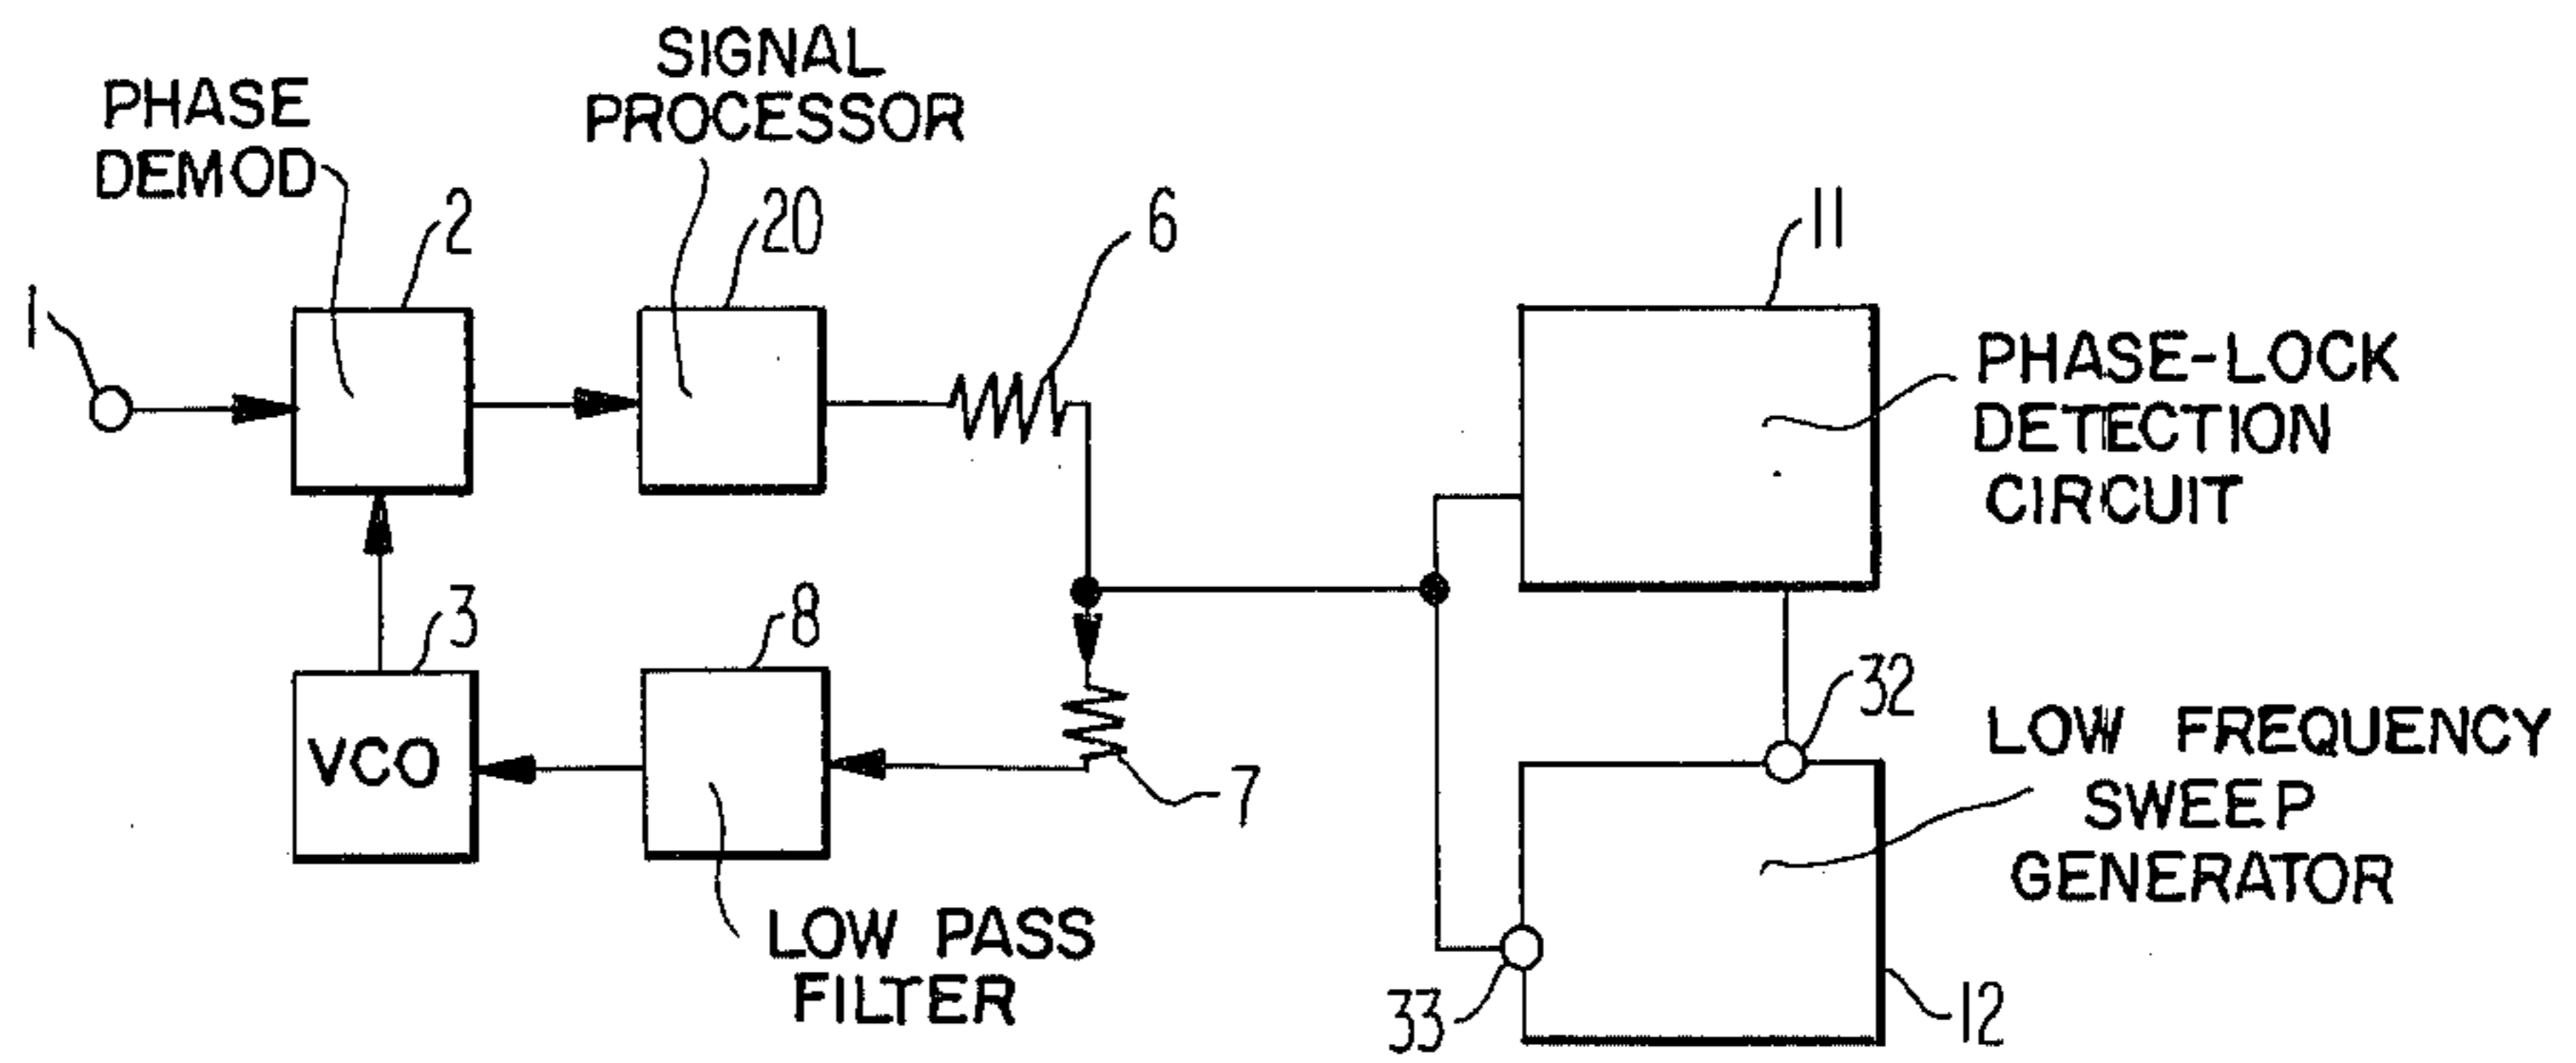 SIGNAL
PROCESSOR
PHASE
DEMOD
2
20
6
11
1
PHASE-LOCK
DETECTION
CIRCUIT
3
8
32
VCO
7
LOW FREQUENCY
SWEEP
GENERATOR
LOW PASS
FILTER
33
12